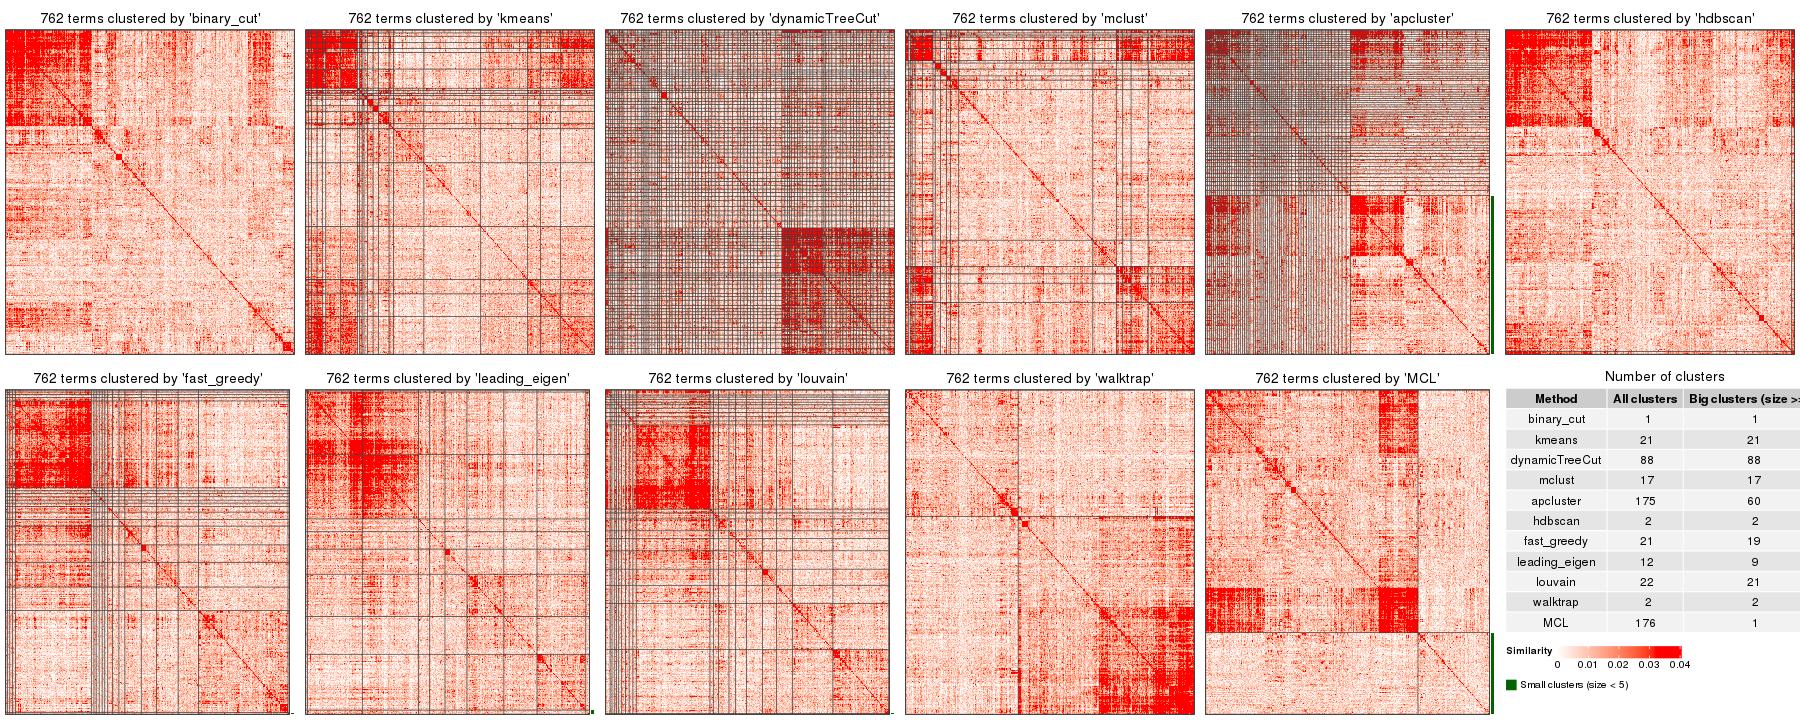 762 terms clustered by 'binary_cut'
762 terms clustered by 'kmeans'
762 terms clustered by 'dynamicTreeCut'
762 terms clustered by 'mclust'
762 terms clustered by 'apcluster'
762 terms clustered by 'hdbscan'
762 terms clustered by 'fast_greedy'
762 terms clustered by 'leading_eigen'
762 terms clustered by 'louvain'
762 terms clustered by 'walktrap'
762 terms clustered by 'MCL'
Number of clusters
Method All clusters Big clusters (size >=
binary_cut 1 1
kmeans 21 21
dynamicTreeCut 88 88
mclust 17 17
apcluster 175 60
hdbscan 2 2
fast_greedy 21 19
leading_eigen 12 9
louvain 22 21
walktrap 2 2
MCL 176 1
Similarity
0 0.01 0.02 0.03 0.04
Small clusters (size < 5)